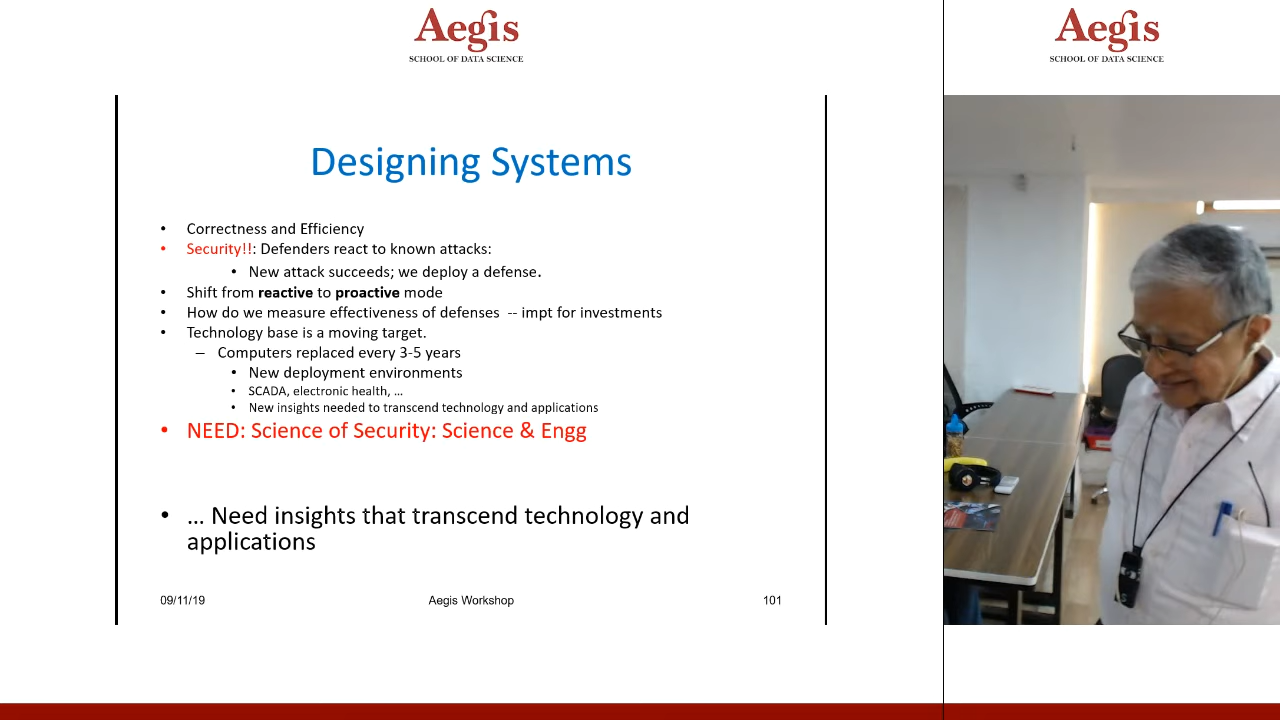 Aegis
SCHOOL OF DATA SCIENCE
Aegis
SCHOOL OF DATA SCIENCE
Designing Systems
• Correctness and Efficiency
• Security!!: Defenders react to known attacks:
• New attack succeeds; we deploy a defense.
• Shift from reactive to proactive mode
• How do we measure effectiveness of defenses -- impt for investments
• Technology base is a moving target.
– Computers replaced every 3-5 years
• New deployment environments
• SCADA, electronic health, …
• New insights needed to transcend technology and applications
• NEED: Science of Security: Science & Engg
• … Need insights that transcend technology and
applications
09/11/19 Aegis Workshop 101